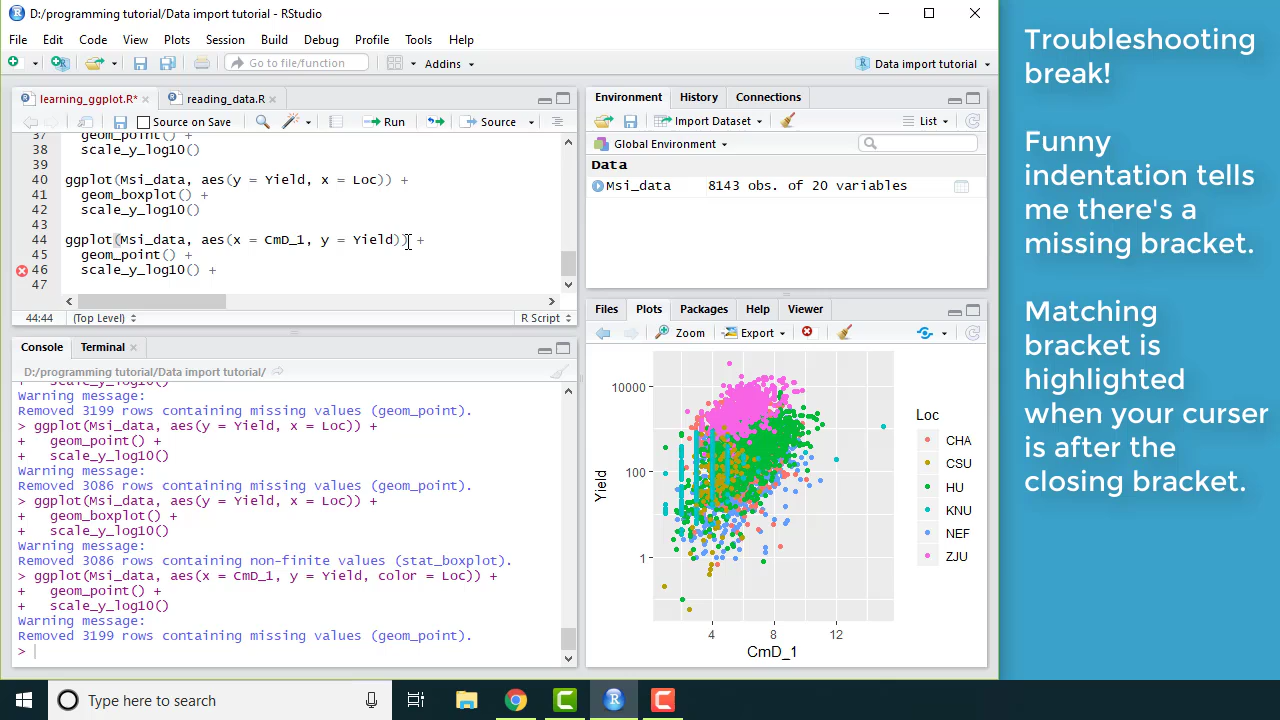 D:/programming tutorial/Data import tutorial - RStudio
File Edit Code View Plots Session Build Debug Profile Tools Help
Go to file/function Addins Data import tutorial
learning_ggplot.R* reading_data.R
Source on Save Run Source
37 geom_point() +
38 scale_y_log10()
39
40 ggplot(Msi_data, aes(y = Yield, x = Loc)) +
41 geom_boxplot() +
42 scale_y_log10()
43
44 ggplot(Msi_data, aes(x = CmD_1, y = Yield)) +
45 geom_point() +
46 scale_y_log10() +
47
44:44 (Top Level) R Script
Console Terminal
D:/programming tutorial/Data import tutorial/
+ scale_y_log10()
Warning message:
Removed 3199 rows containing missing values (geom_point).
> ggplot(Msi_data, aes(y = Yield, x = Loc)) +
+ geom_point() +
+ scale_y_log10()
Warning message:
Removed 3086 rows containing missing values (geom_point).
> ggplot(Msi_data, aes(y = Yield, x = Loc)) +
+ geom_boxplot() +
+ scale_y_log10()
Warning message:
Removed 3086 rows containing non-finite values (stat_boxplot).
> ggplot(Msi_data, aes(x = CmD_1, y = Yield, color = Loc)) +
+ geom_point() +
+ scale_y_log10()
Warning message:
Removed 3199 rows containing missing values (geom_point).
>
Environment History Connections
Import Dataset List
Global Environment
Data
Msi_data 8143 obs. of 20 variables
Files Plots Packages Help Viewer
Zoom Export
10000
100
1
Yield
4 8 12
CmD_1
Loc
CHA
CSU
HU
KNU
NEF
ZJU
Troubleshooting
break!
Funny
indentation tells
me there's a
missing bracket.
Matching
bracket is
highlighted
when your curser
is after the
closing bracket.
Type here to search